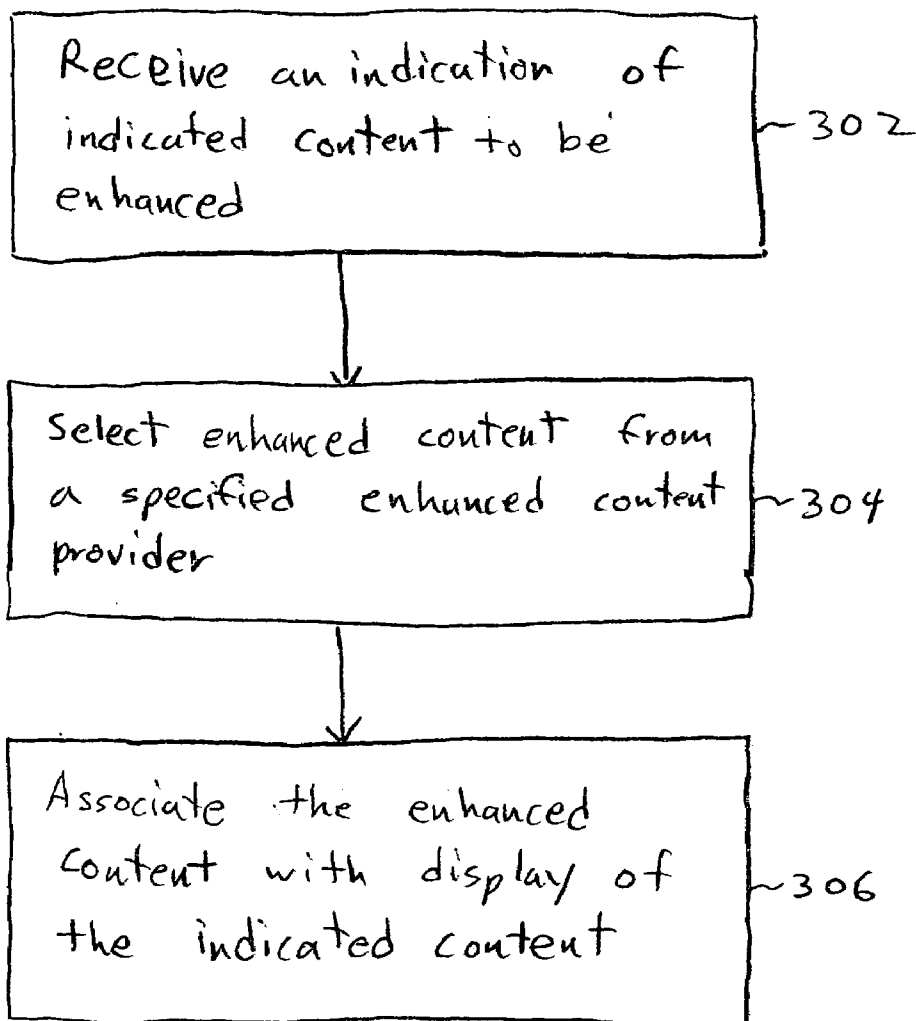 Receive an indication of
indicated content to be
enhanced
302
Select enhanced content from
a specified enhanced content
provider
304
Associate the enhanced
content with display of
the indicated content
306